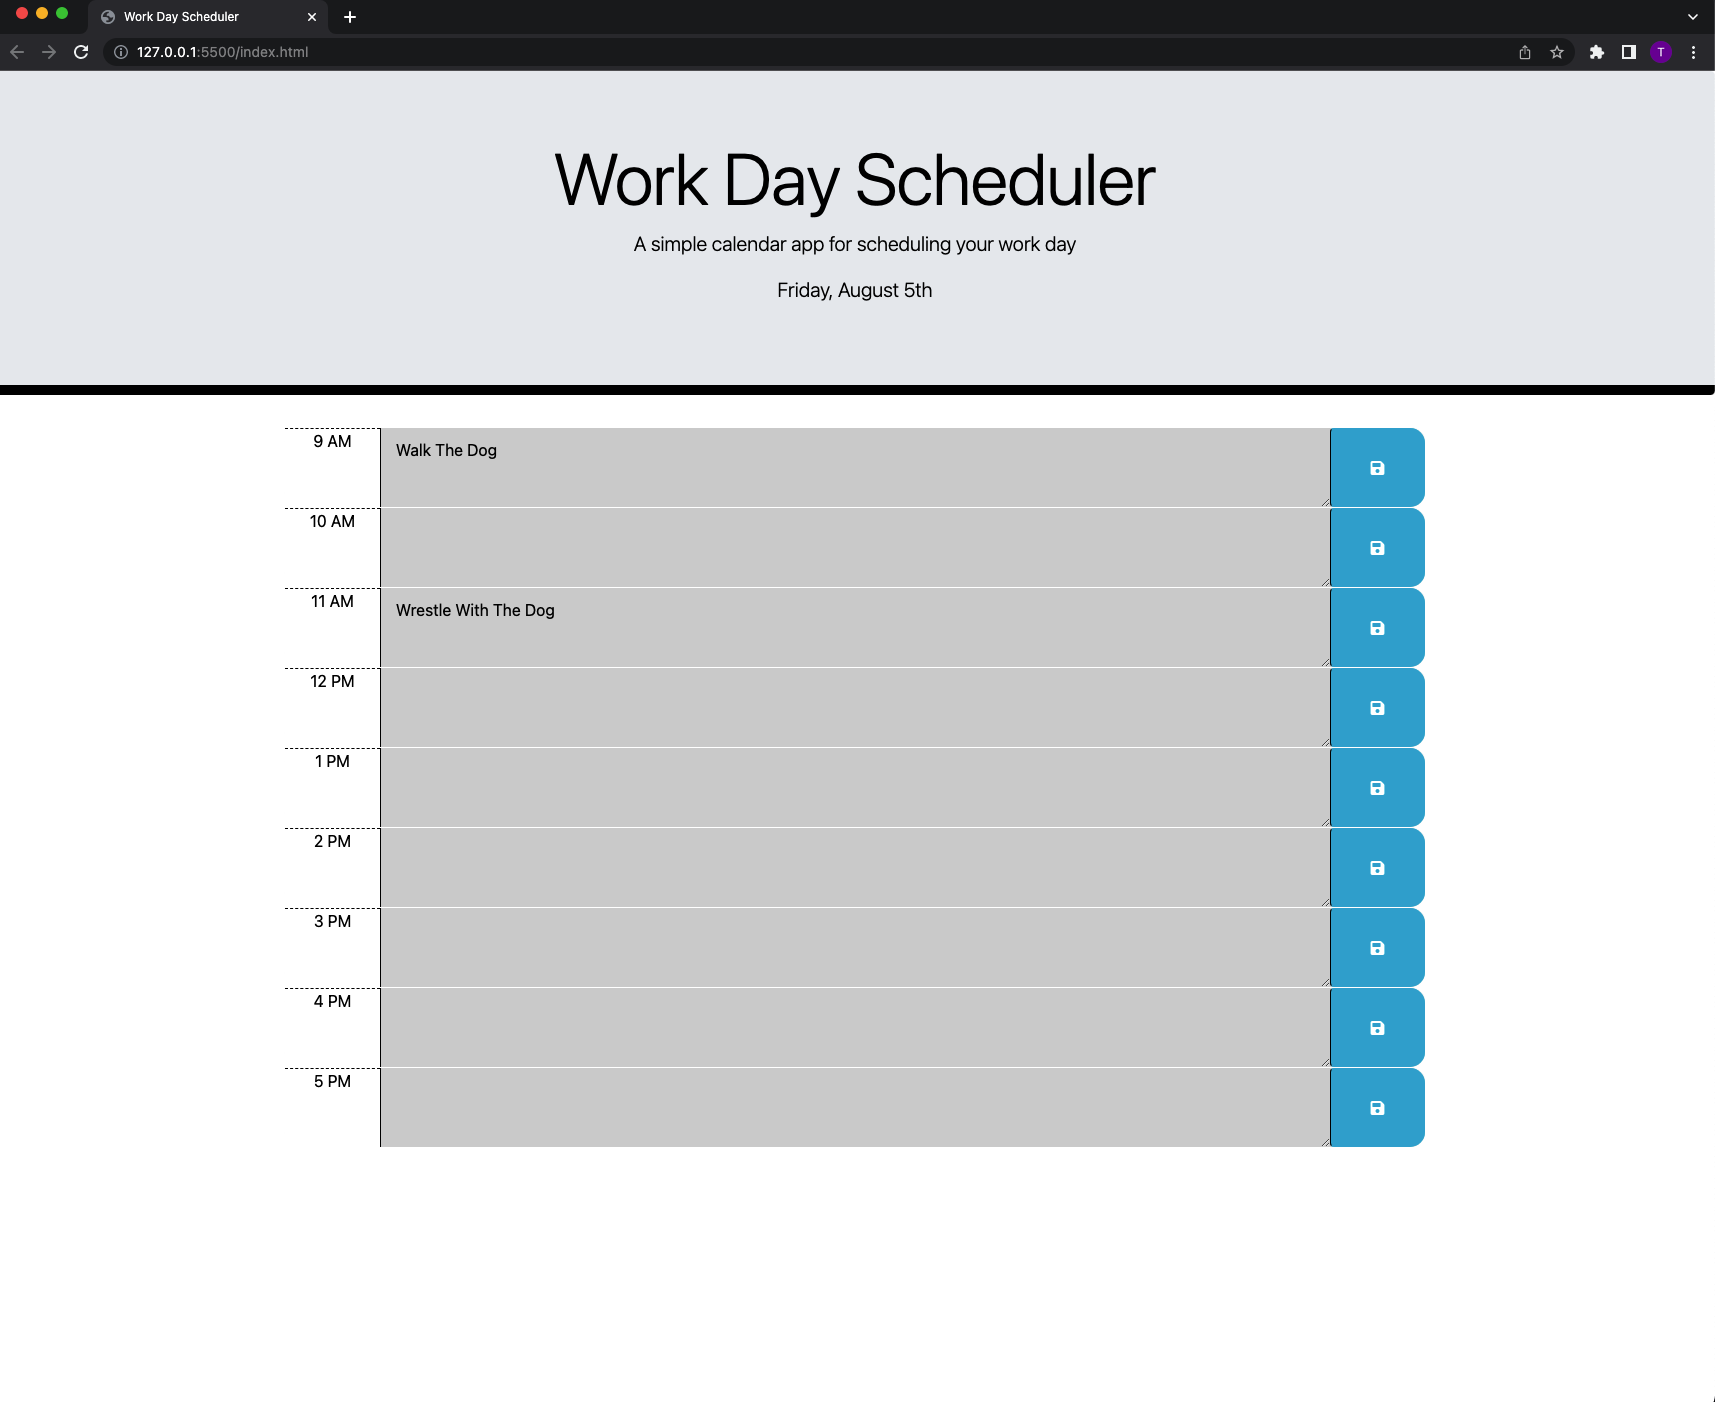 Work Day Scheduler
127.0.0.1:5500/index.html
T
Work Day Scheduler
A simple calendar app for scheduling your work day
Friday, August 5th
9 AM
Walk The Dog
10 AM
11 AM
Wrestle With The Dog
12 PM
1 PM
2 PM
3 PM
4 PM
5 PM